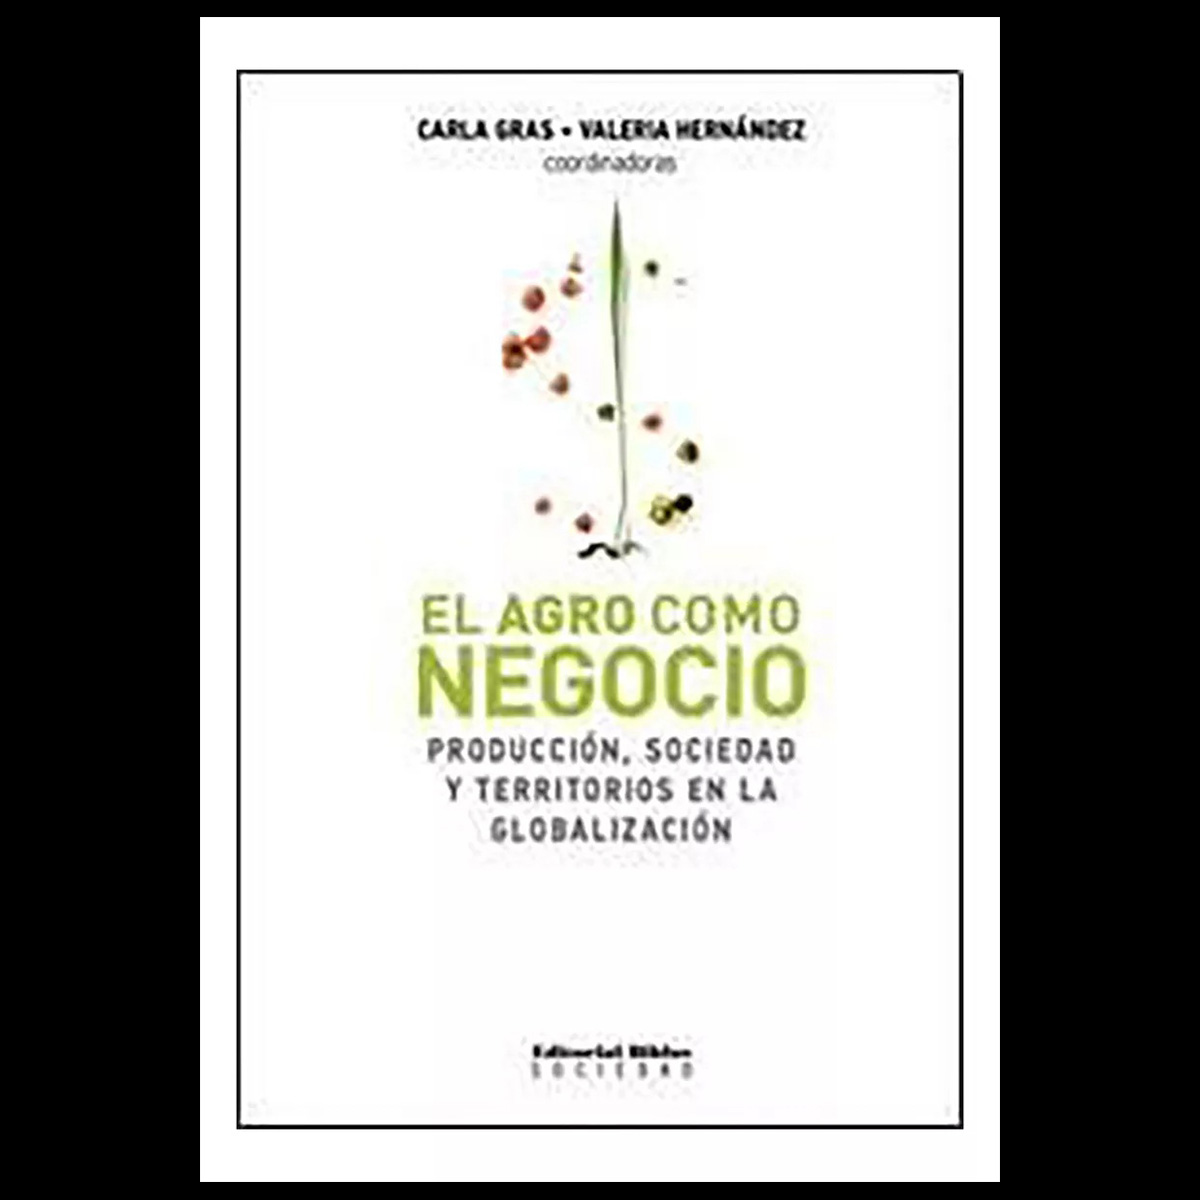 CARLA GRAS • VALERIA HERNÁNDEZ
coordinadoras
EL AGRO COMO
NEGOCIO
PRODUCCIÓN, SOCIEDAD
Y TERRITORIOS EN LA
GLOBALIZACIÓN
Editorial Biblos
SOCIEDAD